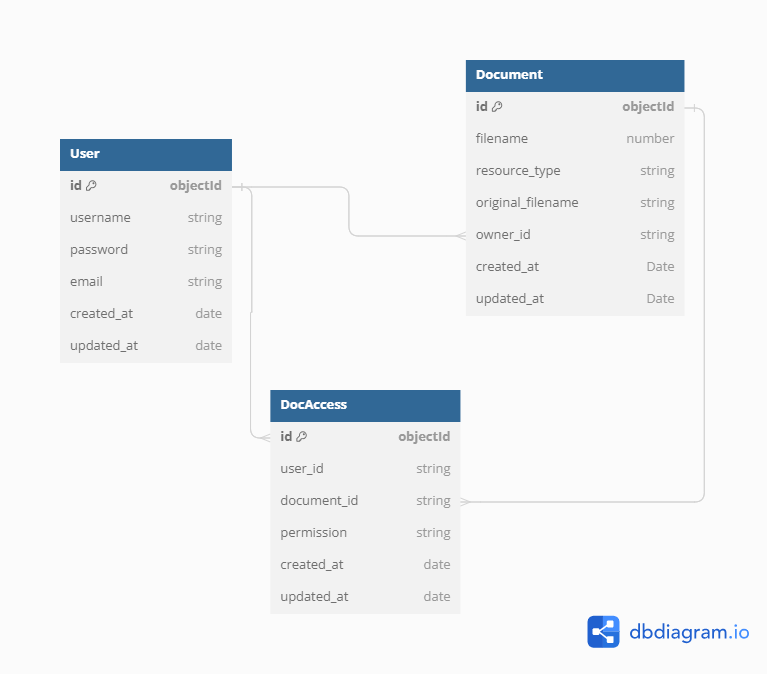 User
id objectId
username string
password string
email string
created_at date
updated_at date
Document
id objectId
filename number
resource_type string
original_filename string
owner_id string
created_at Date
updated_at Date
DocAccess
id objectId
user_id string
document_id string
permission string
created_at date
updated_at date
dbdiagram.io